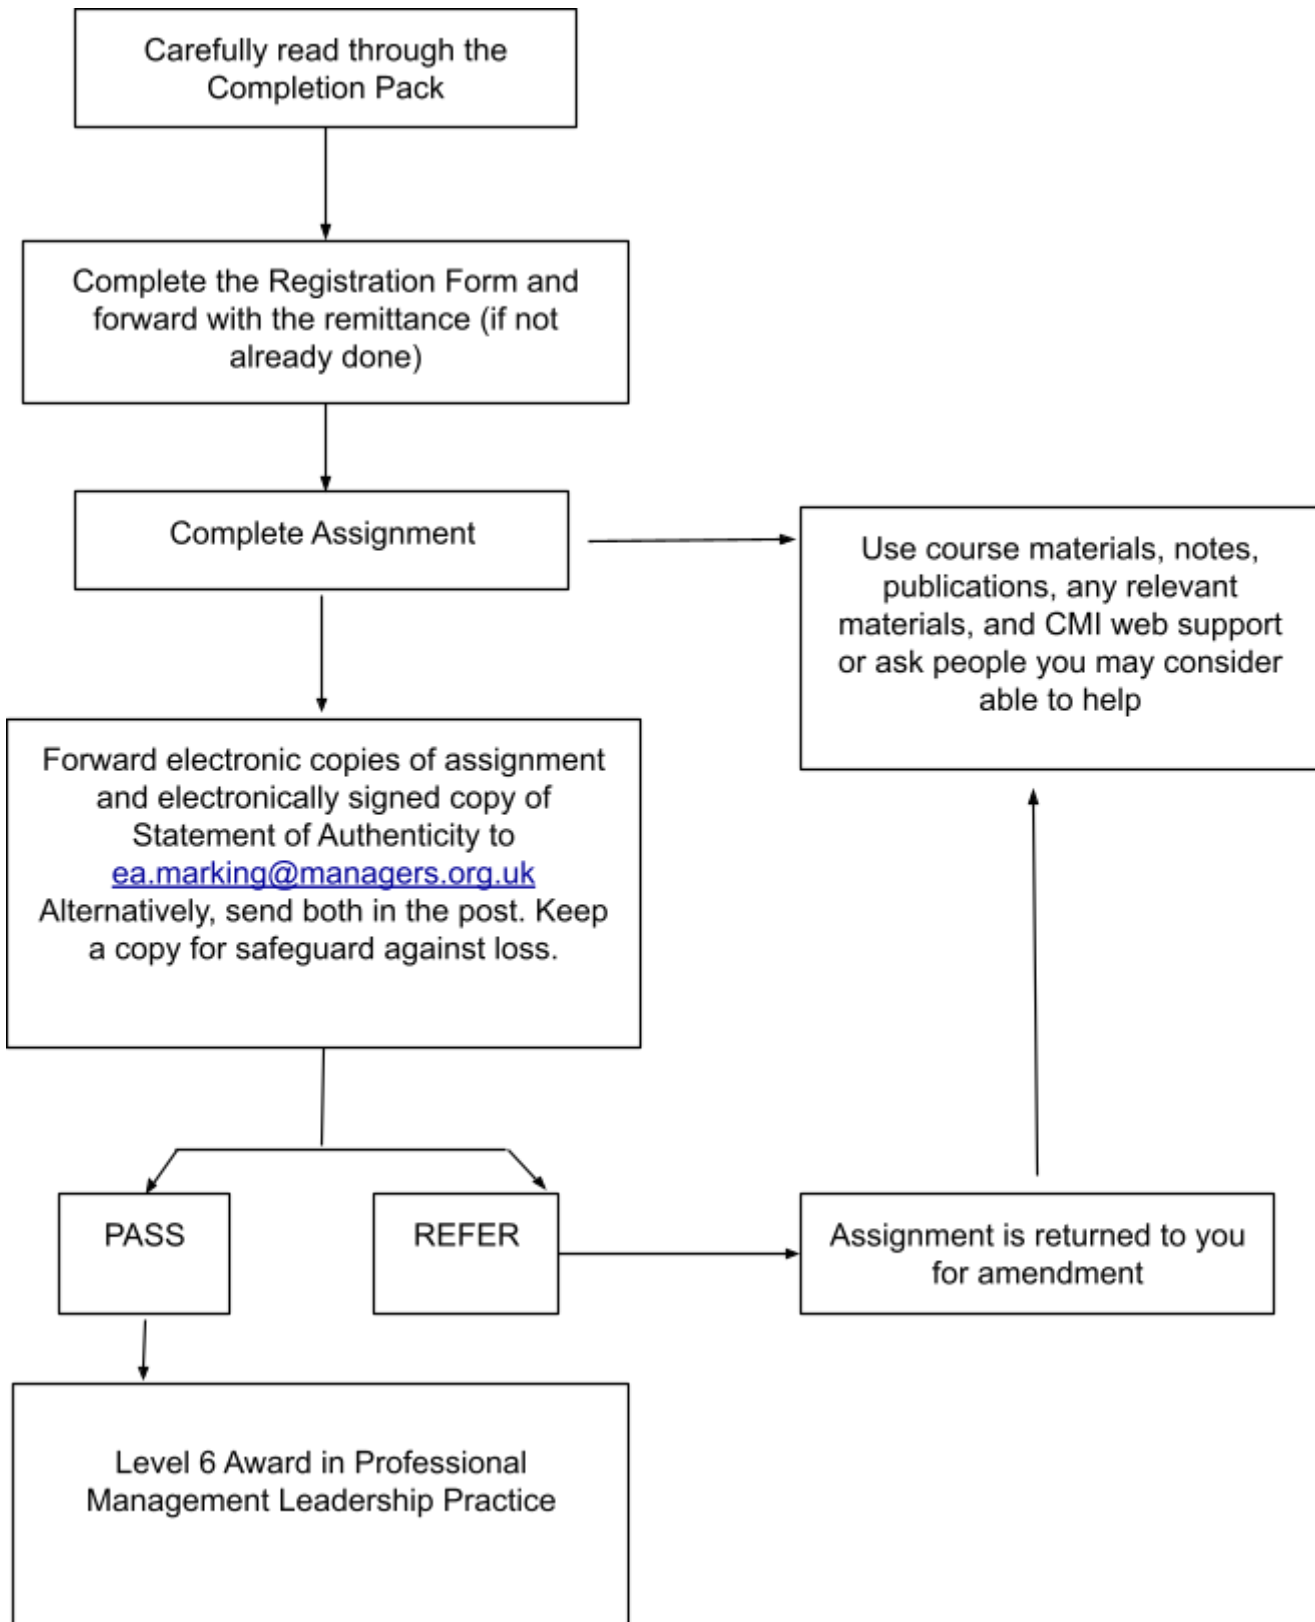 Carefully read through the
Completion Pack
Complete the Registration Form and
forward with the remittance (if not
already done)
Complete Assignment
Use course materials, notes,
publications, any relevant
materials, and CMI web support
or ask people you may consider
able to help
Forward electronic copies of assignment
and electronically signed copy of
Statement of Authenticity to
ea.marking@managers.org.uk
Alternatively, send both in the post. Keep
a copy for safeguard against loss.
PASS
REFER
Assignment is returned to you
for amendment
Level 6 Award in Professional
Management Leadership Practice